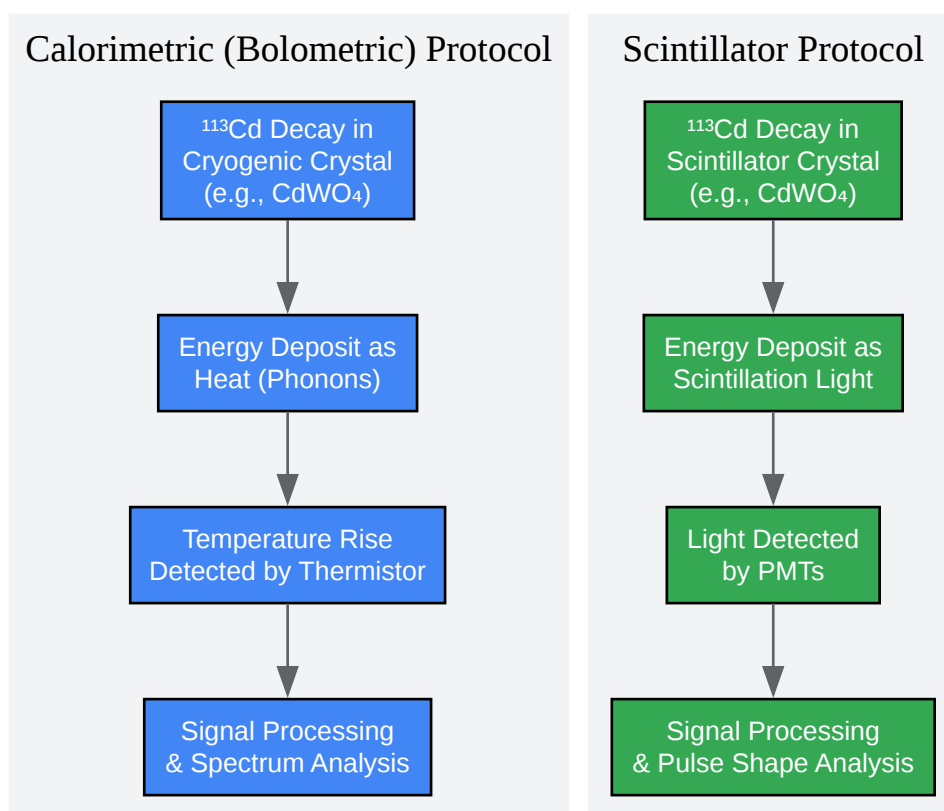 Calorimetric (Bolometric) Protocol
¹¹³Cd Decay in
Cryogenic Crystal
(e.g., CdWO₄)
Energy Deposit as
Heat (Phonons)
Temperature Rise
Detected by Thermistor
Signal Processing
& Spectrum Analysis
Scintillator Protocol
¹¹³Cd Decay in
Scintillator Crystal
(e.g., CdWO₄)
Energy Deposit as
Scintillation Light
Light Detected
by PMTs
Signal Processing
& Pulse Shape Analysis